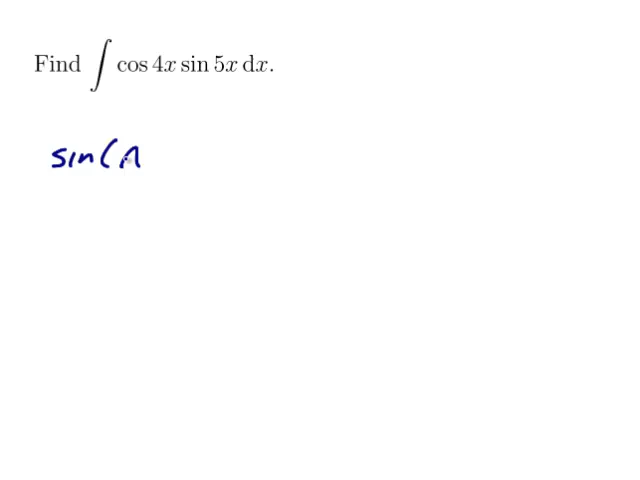 Find ∫ cos 4x sin 5x dx.
sin(A